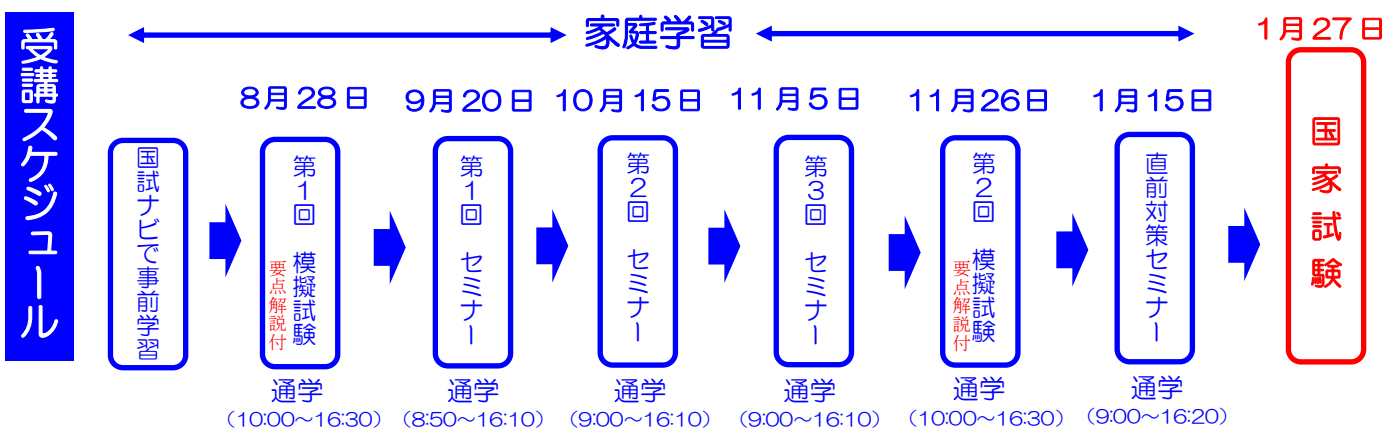 受講スケジュール
家庭学習
国試ナビで事前学習
8月28日
第1回 模擬試験
要点解説付
通学
(10:00～16:30)
9月20日
第1回 セミナー
通学
(8:50～16:10)
10月15日
第2回 セミナー
通学
(9:00～16:10)
11月5日
第3回 セミナー
通学
(9:00～16:10)
11月26日
第2回 模擬試験
要点解説付
通学
(10:00～16:30)
1月15日
直前対策セミナー
通学
(9:00～16:20)
1月27日
国家試験